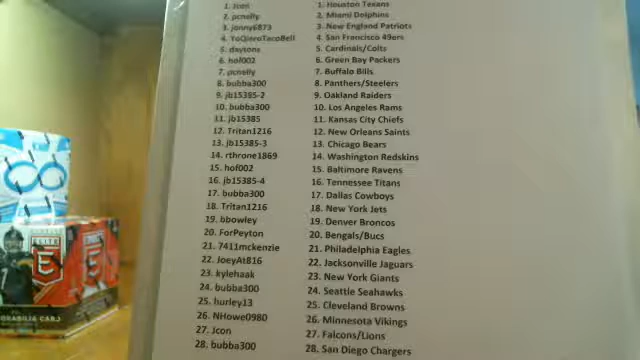 1. Jcon
2. pcnelly
3. jonny6873
4. YoQieroTacoBell
5. daytons
6. hof002
7. pcnelly
8. bubba300
9. jb15385-2
10. bubba300
11. jb15385
12. Tritan1216
13. jb15385-3
14. rthrone1869
15. hof002
16. jb15385-4
17. bubba300
18. Tritan1216
19. bbowley
20. ForPeyton
21. 7411mckenzie
22. JoeyAt816
23. kylehaak
24. bubba300
25. hurley13
26. NHowe0980
27. Jcon
28. bubba300
1. Houston Texans
2. Miami Dolphins
3. New England Patriots
4. San Francisco 49ers
5. Cardinals/Colts
6. Green Bay Packers
7. Buffalo Bills
8. Panthers/Steelers
9. Oakland Raiders
10. Los Angeles Rams
11. Kansas City Chiefs
12. New Orleans Saints
13. Chicago Bears
14. Washington Redskins
15. Baltimore Ravens
16. Tennessee Titans
17. Dallas Cowboys
18. New York Jets
19. Denver Broncos
20. Bengals/Bucs
21. Philadelphia Eagles
22. Jacksonville Jaguars
23. New York Giants
24. Seattle Seahawks
25. Cleveland Browns
26. Minnesota Vikings
27. Falcons/Lions
28. San Diego Chargers
ELITE
E
E